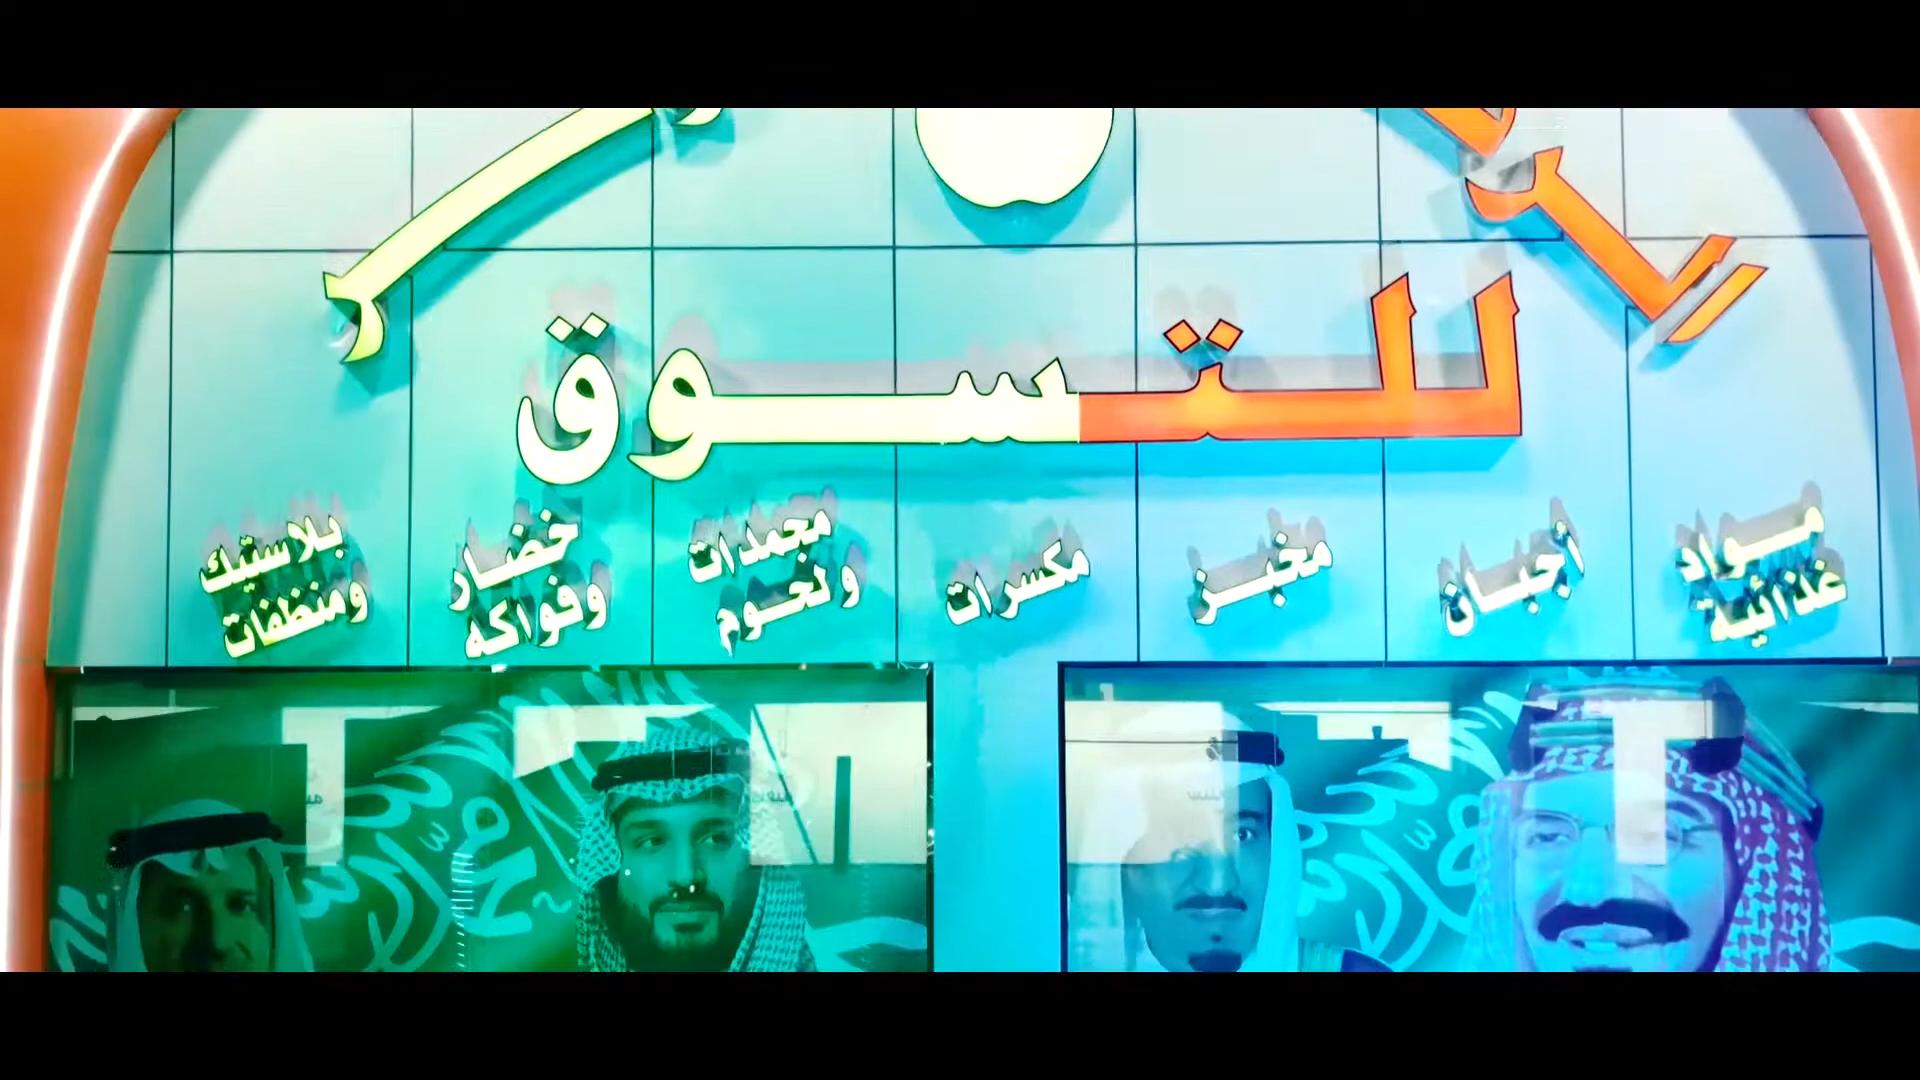 للتسوق
مواد
غذائية
أجبان
مخبز
مكسرات
مجمدات
ولحوم
خضار
وفواكه
بلاستيك
ومنظفات